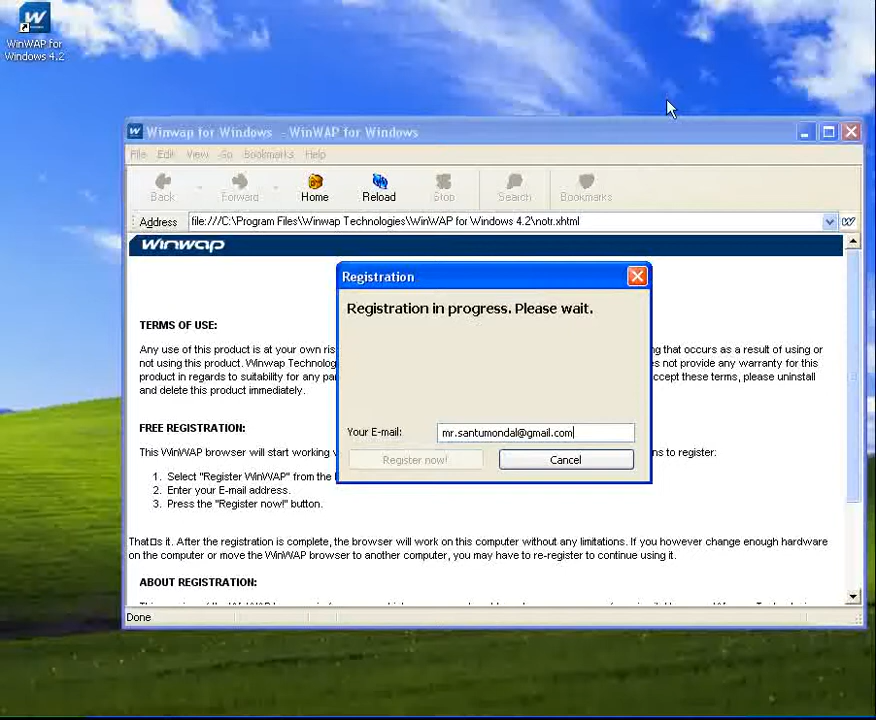 WinWAP for
Windows 4.2
Winwap for Windows - WinWAP for Windows
File Edit View Go Bookmarks Help
Back Forward Home Reload Stop Search Bookmarks
Address file:///C:\Program Files\Winwap Technologies\WinWAP for Windows 4.2\notr.xhtml
Winwap
Registration
Registration in progress. Please wait.
Your E-mail: mr.santumondal@gmail.com
Register now! Cancel
TERMS OF USE:
Any use of this product is at your own ris ng that occurs as a result of using or
not using this product. Winwap Technolog es not provide any warranty for this
product in regards to suitability for any pa ccept these terms, please uninstall
and delete this product immediately.
FREE REGISTRATION:
This WinWAP browser will start working ns to register:
1. Select "Register WinWAP" from the
2. Enter your E-mail address.
3. Press the "Register now!" button.
That□s it. After the registration is complete, the browser will work on this computer without any limitations. If you however change enough hardware
on the computer or move the WinWAP browser to another computer, you may have to re-register to continue using it.
ABOUT REGISTRATION:
Done